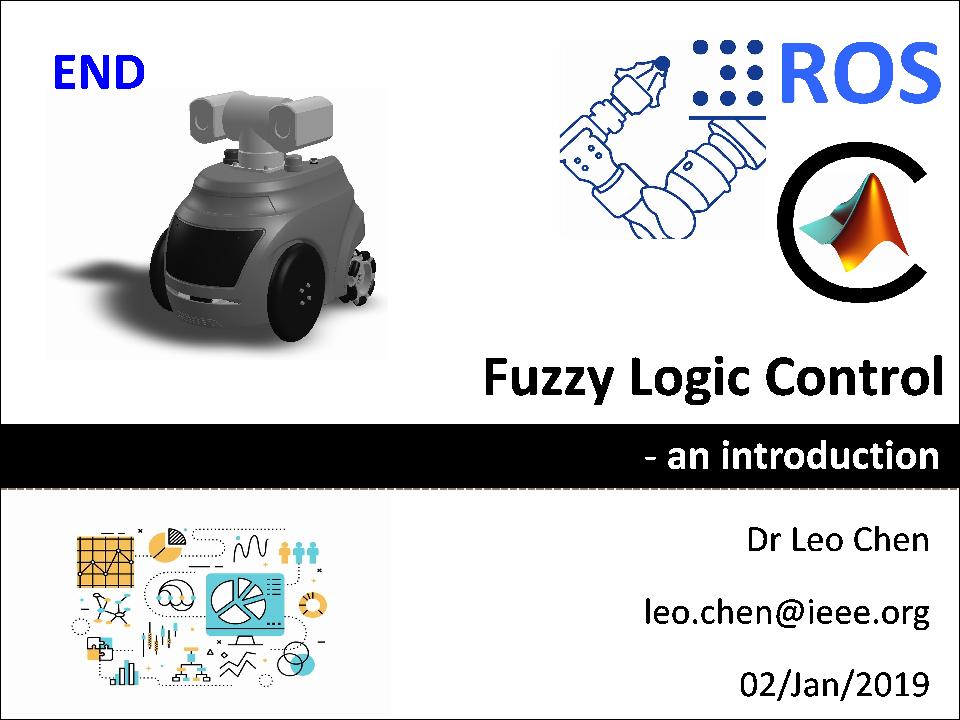 END
ROS
Fuzzy Logic Control
- an introduction
Dr Leo Chen
leo.chen@ieee.org
02/Jan/2019